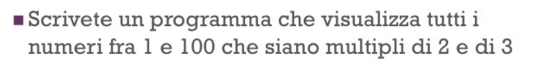 Scrivete un programma che visualizza tutti i
numeri fra 1 e 100 che siano multipli di 2 e di 3